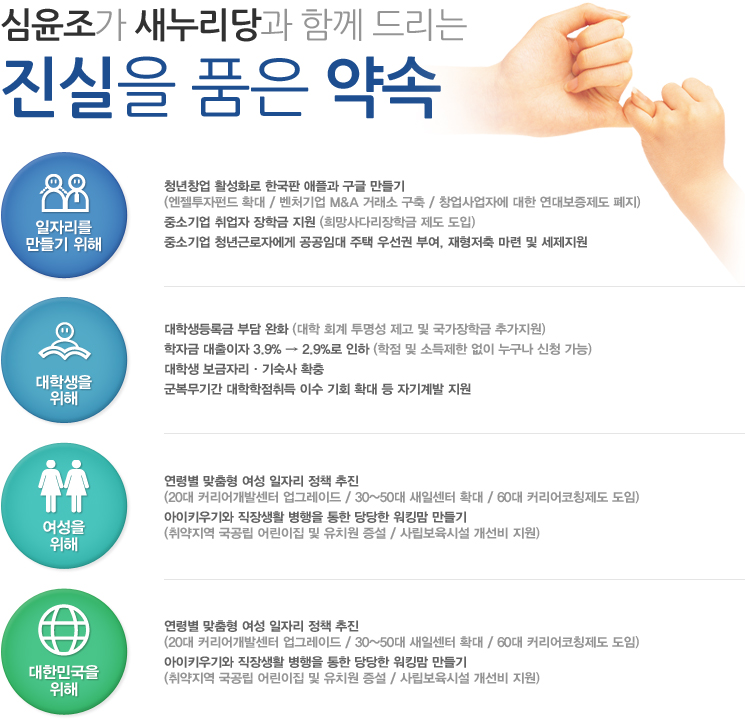 심윤조가 새누리당과 함께 드리는
진실을 품은 약속
일자리를
만들기 위해
청년창업 활성화로 한국판 애플과 구글 만들기
(엔젤투자펀드 확대 / 벤처기업 M&A 거래소 구축 / 창업사업자에 대한 연대보증제도 폐지)
중소기업 취업자 장학금 지원 (희망사다리장학금 제도 도입)
중소기업 청년근로자에게 공공임대 주택 우선권 부여, 재형저축 마련 및 세제지원
대학생을
위해
대학생등록금 부담 완화 (대학 회계 투명성 제고 및 국가장학금 추가지원)
학자금 대출이자 3.9% → 2.9%로 인하 (학점 및 소득제한 없이 누구나 신청 가능)
대학생 보금자리 · 기숙사 확충
군복무기간 대학학점취득 이수 기회 확대 등 자기계발 지원
여성을
위해
연령별 맞춤형 여성 일자리 정책 추진
(20대 커리어개발센터 업그레이드 / 30~50대 새일센터 확대 / 60대 커리어코칭제도 도입)
아이키우기와 직장생활 병행을 통한 당당한 워킹맘 만들기
(취약지역 국공립 어린이집 및 유치원 증설 / 사립보육시설 개선비 지원)
대한민국을
위해
연령별 맞춤형 여성 일자리 정책 추진
(20대 커리어개발센터 업그레이드 / 30~50대 새일센터 확대 / 60대 커리어코칭제도 도입)
아이키우기와 직장생활 병행을 통한 당당한 워킹맘 만들기
(취약지역 국공립 어린이집 및 유치원 증설 / 사립보육시설 개선비 지원)